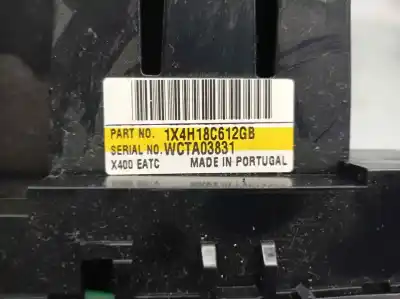 PART NO. 1X4H18C612GB
SERIAL NO. WCTA03831
X400 EATC MADE IN PORTUGAL